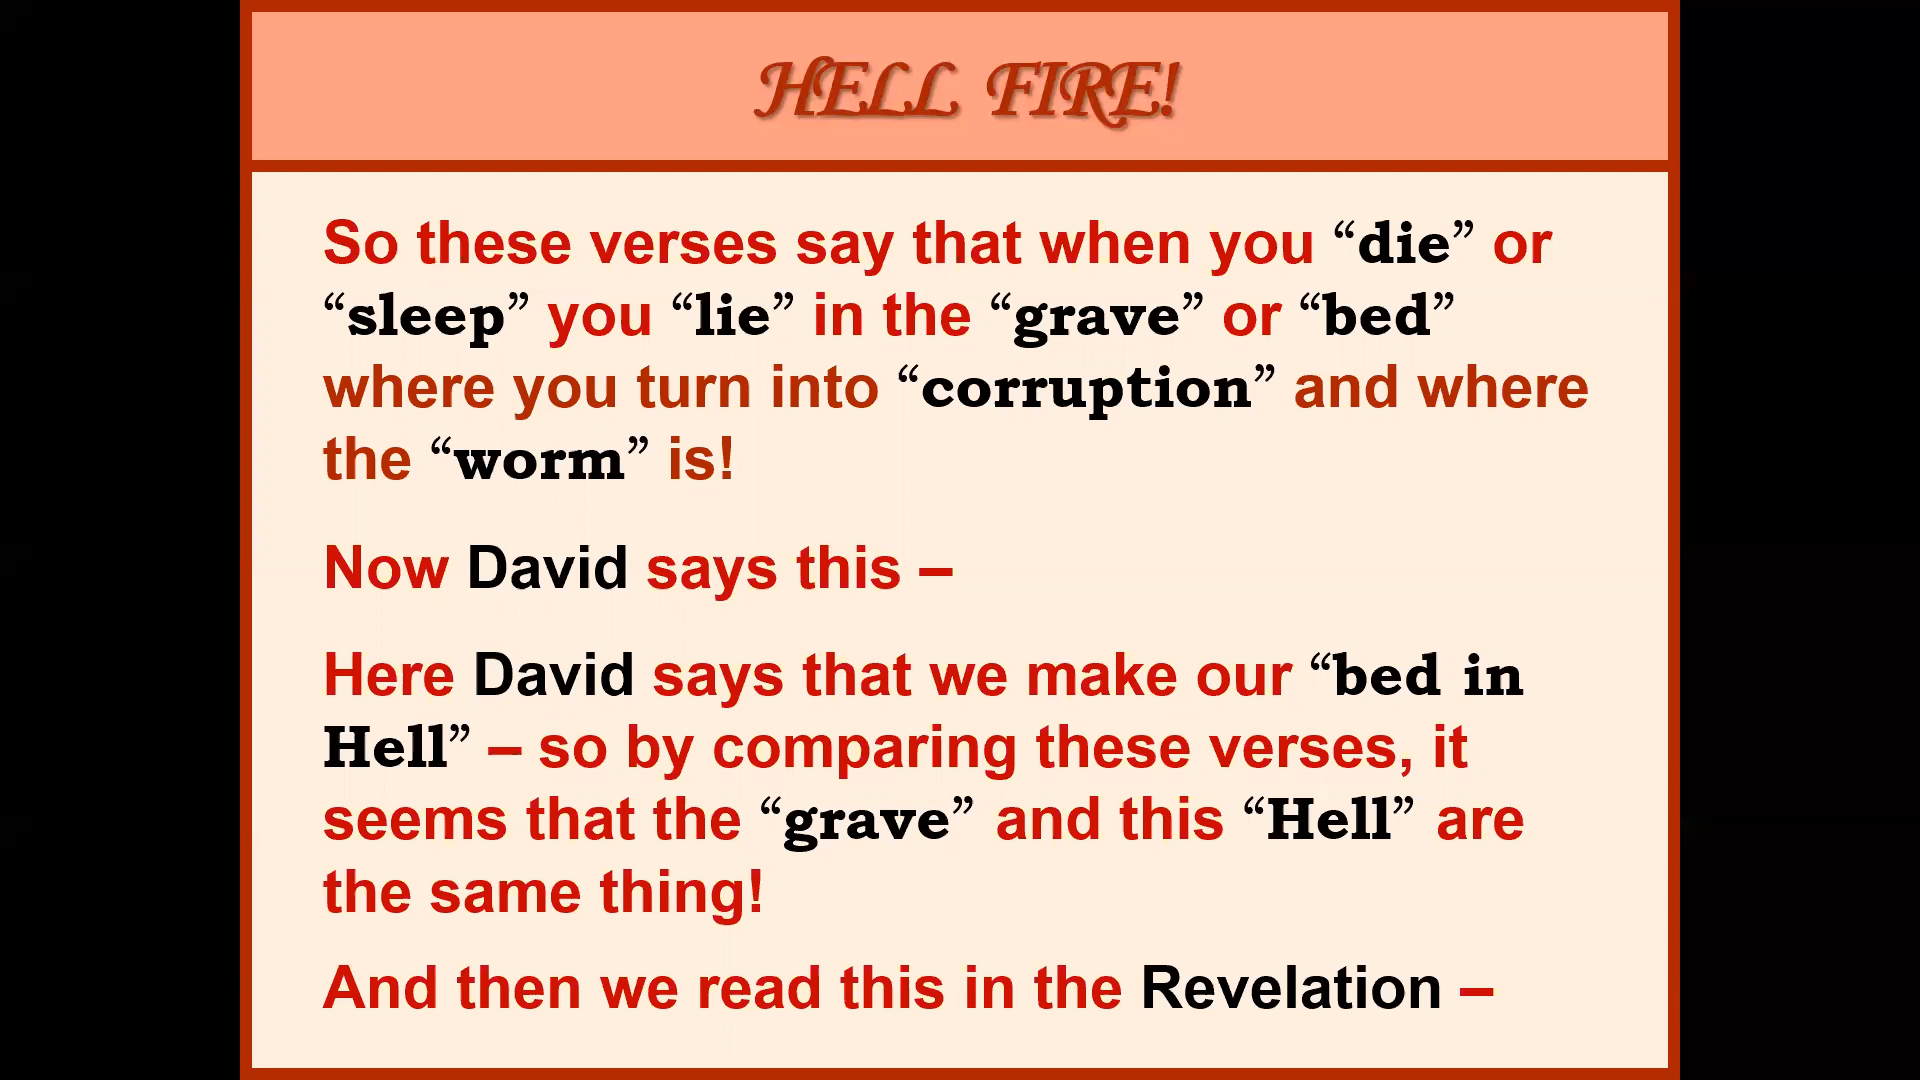 HELL FIRE!
So these verses say that when you “die” or
“sleep” you “lie” in the “grave” or “bed”
where you turn into “corruption” and where
the “worm” is!
Now David says this –
Here David says that we make our “bed in
Hell” – so by comparing these verses, it
seems that the “grave” and this “Hell” are
the same thing!
And then we read this in the Revelation –